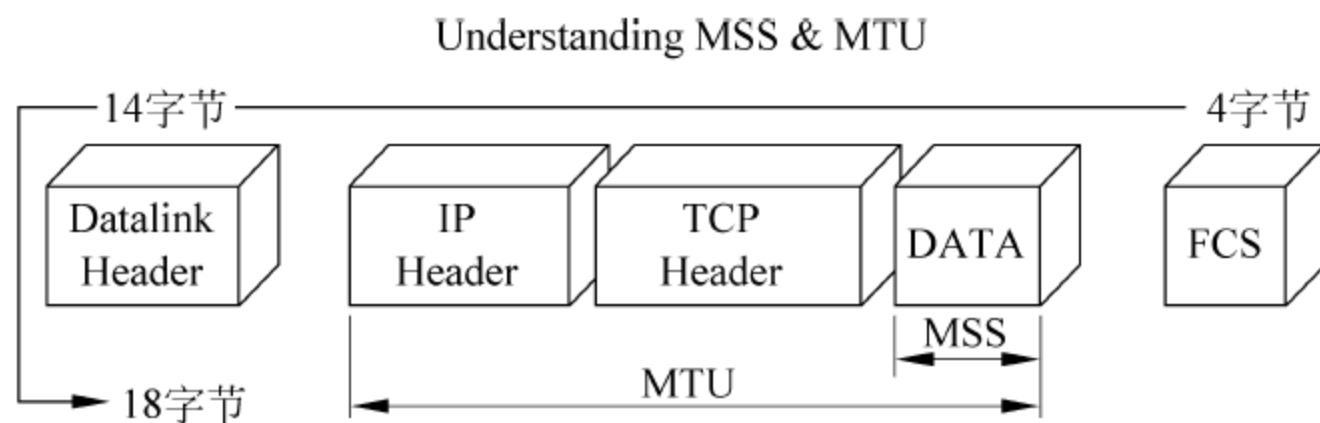 Understanding MSS & MTU
14字节
4字节
Datalink
Header
IP
Header
TCP
Header
DATA
FCS
MSS
MTU
18字节